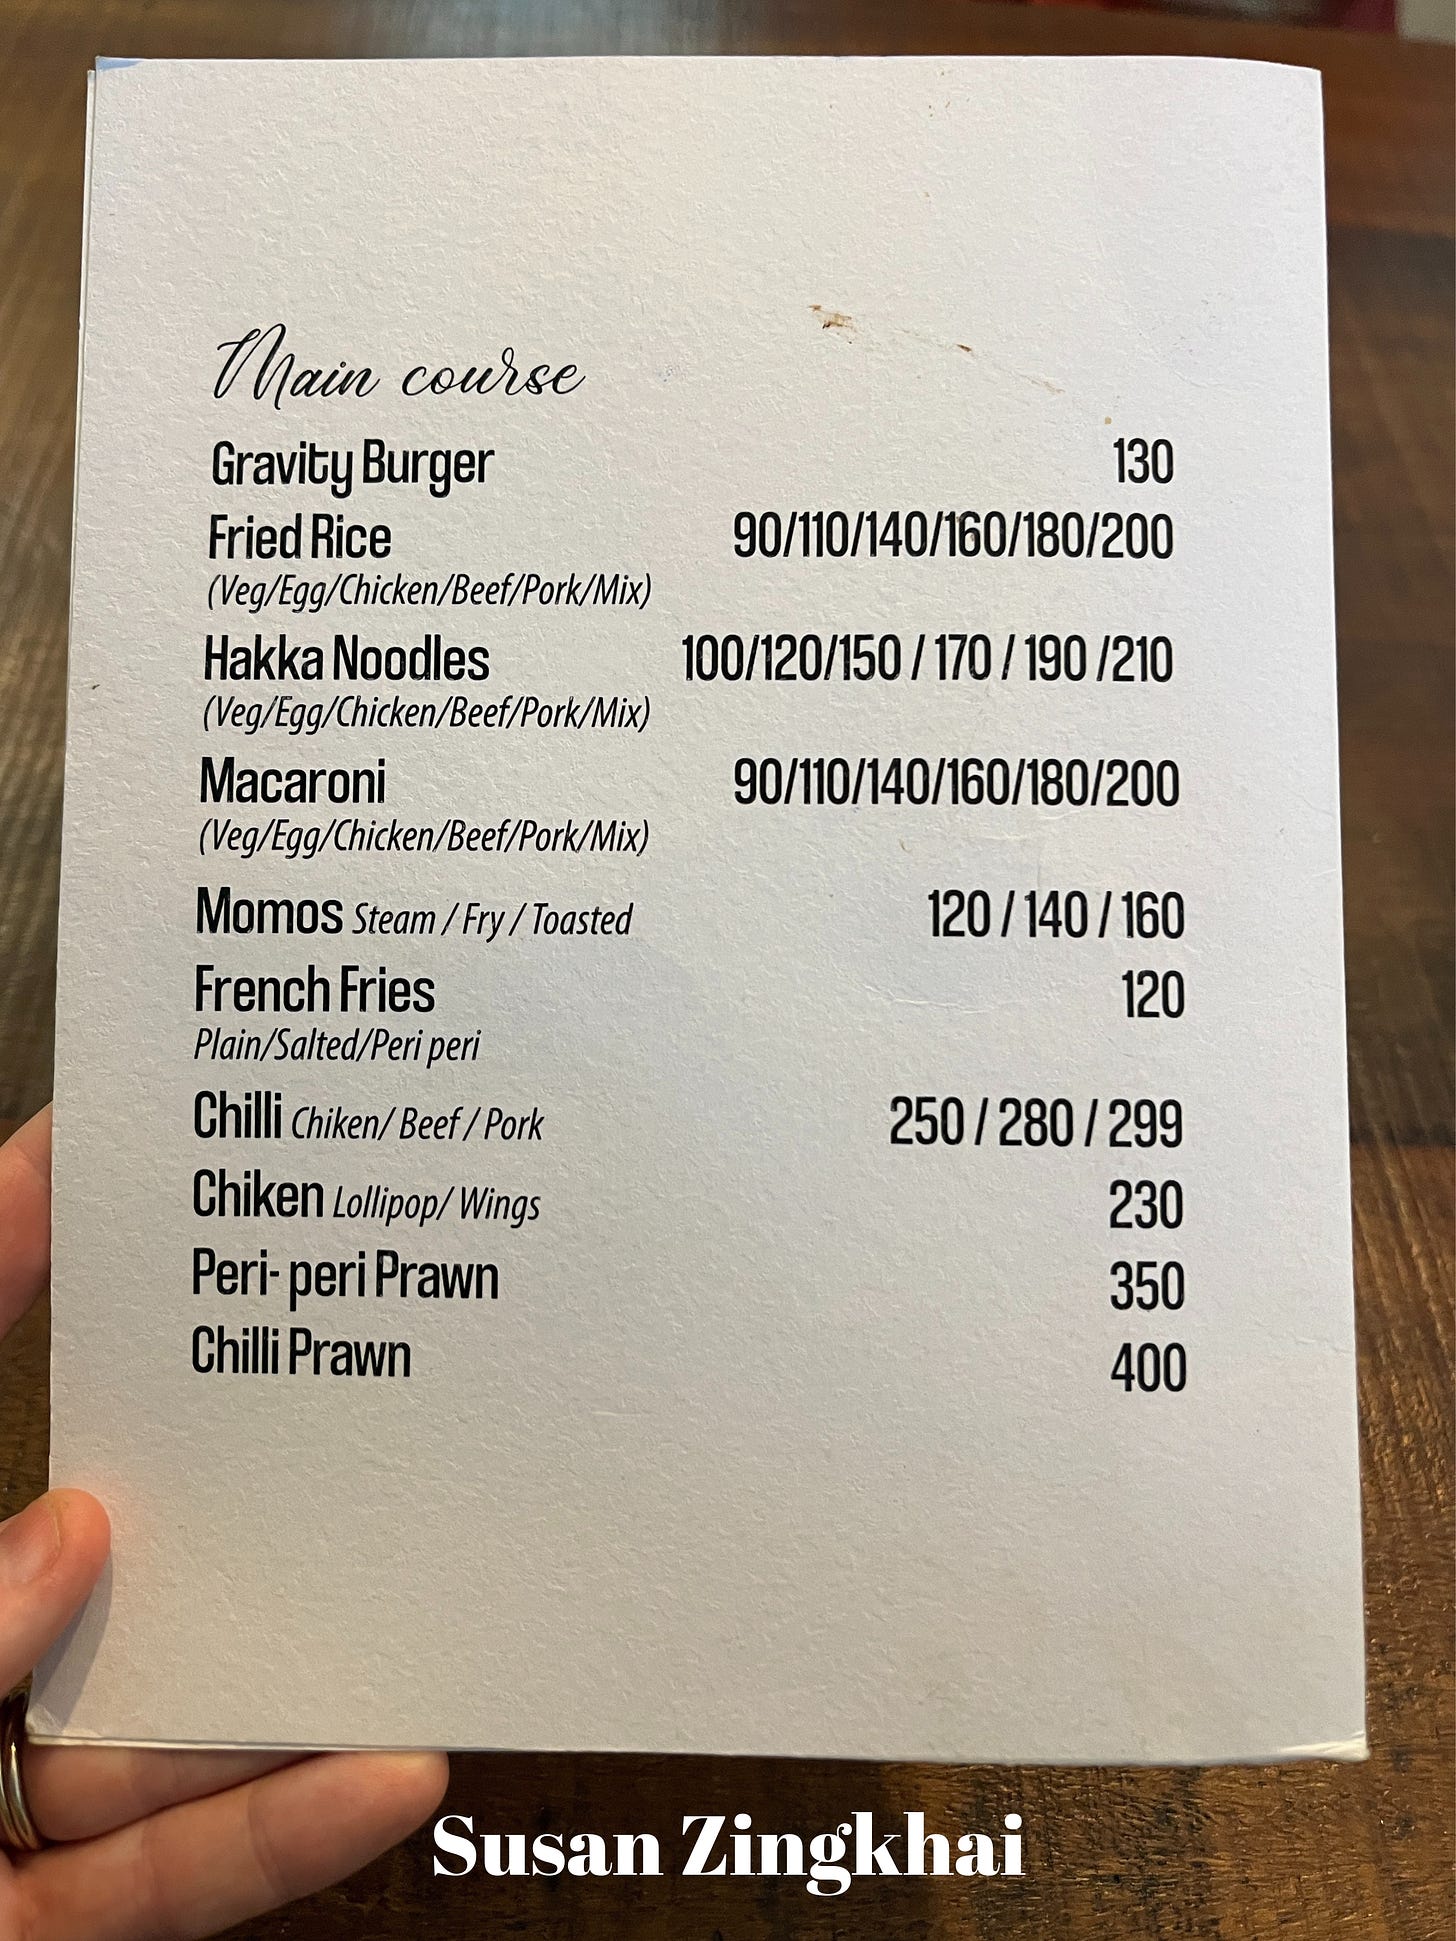 Main course
Gravity Burger 130
Fried Rice 90/110/140/160/180/200
(Veg/Egg/Chicken/Beef/Pork/Mix)
Hakka Noodles 100/120/150 / 170 / 190 /210
(Veg/Egg/Chicken/Beef/Pork/Mix)
Macaroni 90/110/140/160/180/200
(Veg/Egg/Chicken/Beef/Pork/Mix)
Momos Steam / Fry / Toasted 120 / 140 / 160
French Fries 120
Plain/Salted/Peri peri
Chilli Chiken/ Beef / Pork 250 / 280 / 299
Chiken Lollipop/ Wings 230
Peri- peri Prawn 350
Chilli Prawn 400
Susan Zingkhai